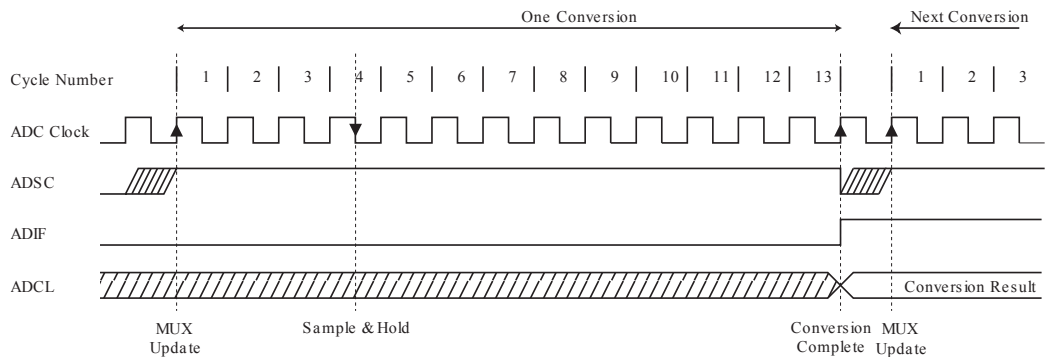 One Conversion
Next Conversion
Cycle Number 1 2 3 4 5 6 7 8 9 10 11 12 13 1 2 3
ADC Clock
ADSC
ADIF
ADCL
Conversion Result
MUX Update
Sample & Hold
Conversion Complete
MUX Update